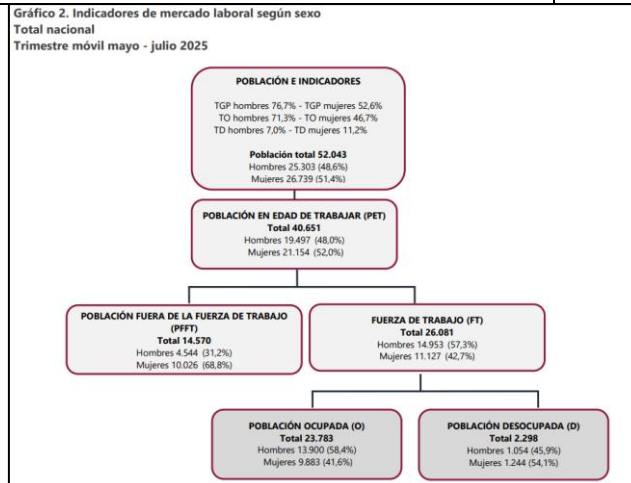 Gráfico 2. Indicadores de mercado laboral según sexo
Total nacional
Trimestre móvil mayo - julio 2025
POBLACIÓN E INDICADORES
TGP hombres 76,7% - TGP mujeres 52,6%
TO hombres 71,3% - TO mujeres 46,7%
TD hombres 7,0% - TD mujeres 11,2%
Población total 52.043
Hombres 25.303 (48,6%)
Mujeres 26.739 (51,4%)
POBLACIÓN EN EDAD DE TRABAJAR (PET)
Total 40.651
Hombres 19.497 (48,0%)
Mujeres 21.154 (52,0%)
POBLACIÓN FUERA DE LA FUERZA DE TRABAJO
(PFFT)
Total 14.570
Hombres 4.544 (31,2%)
Mujeres 10.026 (68,8%)
FUERZA DE TRABAJO (FT)
Total 26.081
Hombres 14.953 (57,3%)
Mujeres 11.127 (42,7%)
POBLACIÓN OCUPADA (O)
Total 23.783
Hombres 13.900 (58,4%)
Mujeres 9.883 (41,6%)
POBLACIÓN DESOCUPADA (D)
Total 2.298
Hombres 1.054 (45,9%)
Mujeres 1.244 (54,1%)